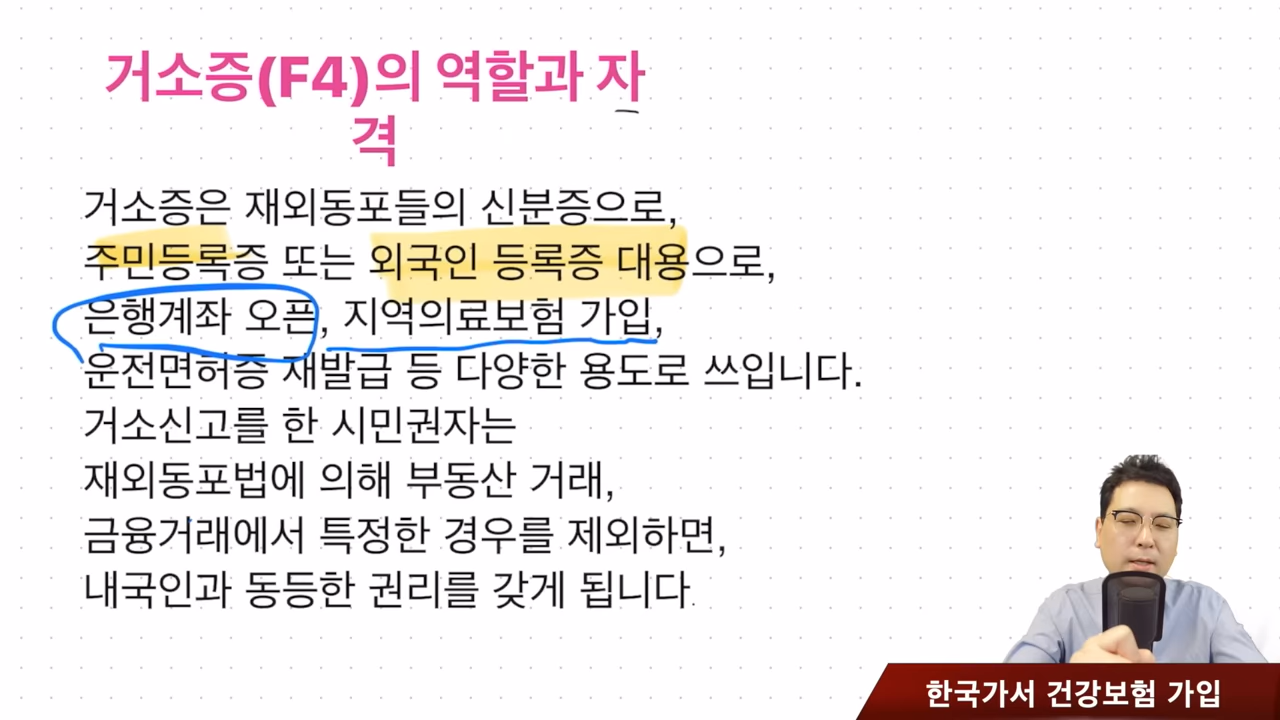 거소증(F4)의 역할과 자
격
거소증은 재외동포들의 신분증으로,
주민등록증 또는 외국인 등록증 대용으로,
은행계좌 오픈, 지역의료보험 가입,
운전면허증 재발급 등 다양한 용도로 쓰입니다.
거소신고를 한 시민권자는
재외동포법에 의해 부동산 거래,
금융거래에서 특정한 경우를 제외하면,
내국인과 동등한 권리를 갖게 됩니다.
한국가서 건강보험 가입